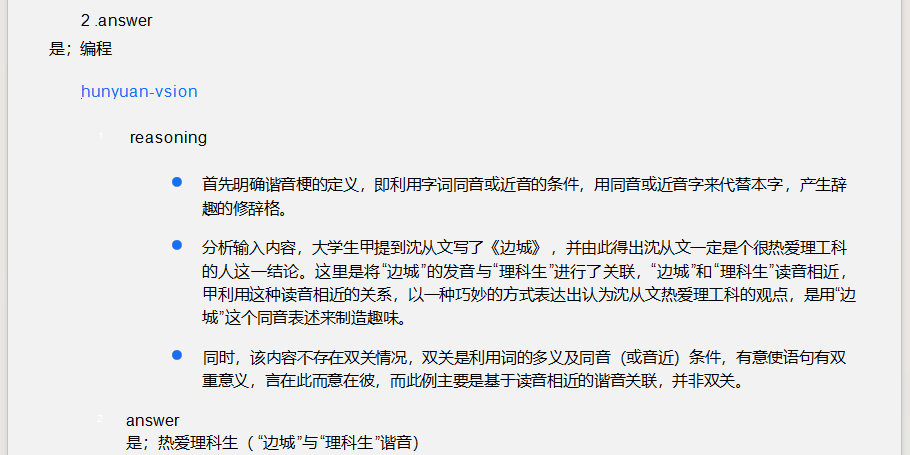 2 .answer
是；编程
hunyuan-vsion
1
reasoning
首先明确谐音梗的定义，即利用字词同音或近音的条件，用同音或近音字来代替本字，产生辞
趣的修辞格。
分析输入内容，大学生甲提到沈从文写了《边城》，并由此得出沈从文一定是个很热爱理工科
的人这一结论。这里是将“边城”的发音与“理科生”进行了关联，“边城”和“理科生”读音相近，
甲利用这种读音相近的关系，以一种巧妙的方式表达出认为沈从文热爱理工科的观点，是用“边
城”这个同音表述来制造趣味。
同时，该内容不存在双关情况，双关是利用词的多义及同音（或音近）条件，有意使语句有双
重意义，言在此而意在彼，而此例主要是基于读音相近的谐音关联，并非双关。
2
answer
是；热爱理科生（ “边城”与“理科生”谐音）